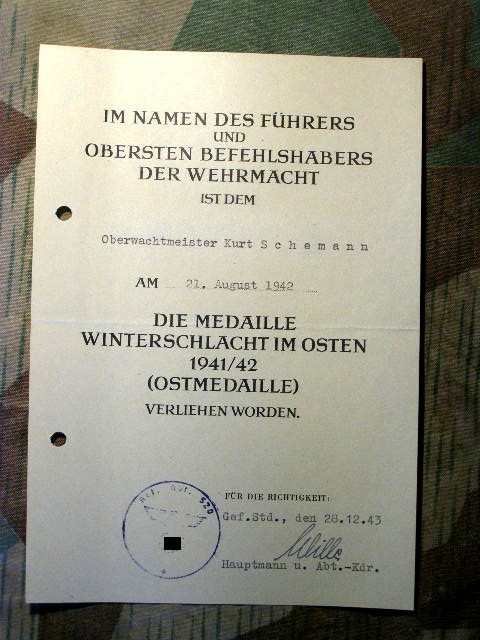 IM NAMEN DES FÜHRERS
UND
OBERSTEN BEFEHLSHABERS
DER WEHRMACHT
IST DEM
Oberwachtmeister Kurt S c h e m a n n
AM 21. August 1942
DIE MEDAILLE
WINTERSCHLACHT IM OSTEN
1941/42
(OSTMEDAILLE)
VERLIEHEN WORDEN.
FÜR DIE RICHTIGKEIT:
520
Gef.Std., den 28.12.43
Hauptmann u. Abt.-Kdr.